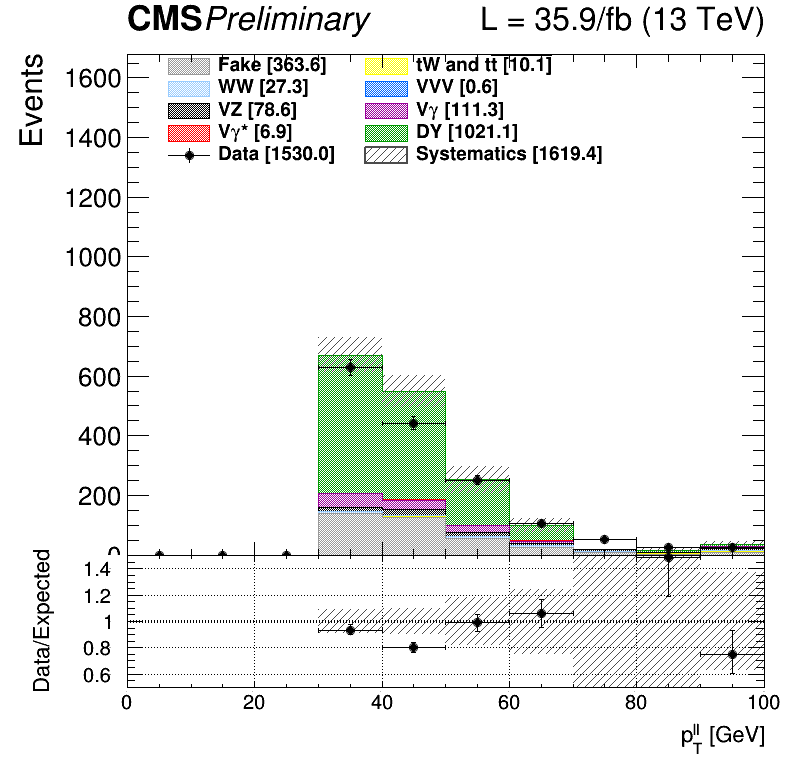 CMS Preliminary L = 35.9/fb (13 TeV)
Events
1600
1400
1200
1000
800
600
400
200
0
Fake [363.6]
WW [27.3]
VZ [78.6]
Vγ* [6.9]
Data [1530.0]
tW and tt [10.1]
VVV [0.6]
Vγ [111.3]
DY [1021.1]
Systematics [1619.4]
Data/Expected
1.4
1.2
1
0.8
0.6
0 20 40 60 80 100
p_T^ll [GeV]